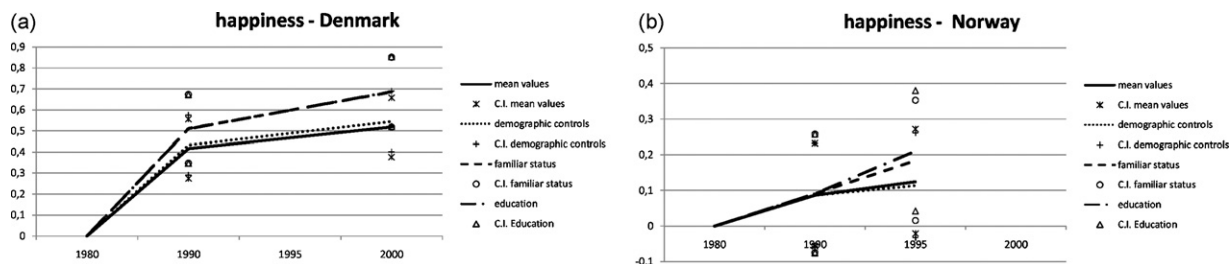 (a)
happiness - Denmark
0,9
0,8
0,7
0,6
0,5
0,4
0,3
0,2
0,1
0
1980 1990 1995 2000
mean values
C.I. mean values
demographic controls
C.I. demographic controls
familiar status
C.I. familiar status
education
C.I. Education
(b)
happiness - Norway
0,5
0,4
0,3
0,2
0,1
0
-0.1
1980 1990 1995 2000
mean values
C.I. mean values
demographic controls
C.I. demographic controls
familiar status
C.I. familiar status
education
C.I. Education